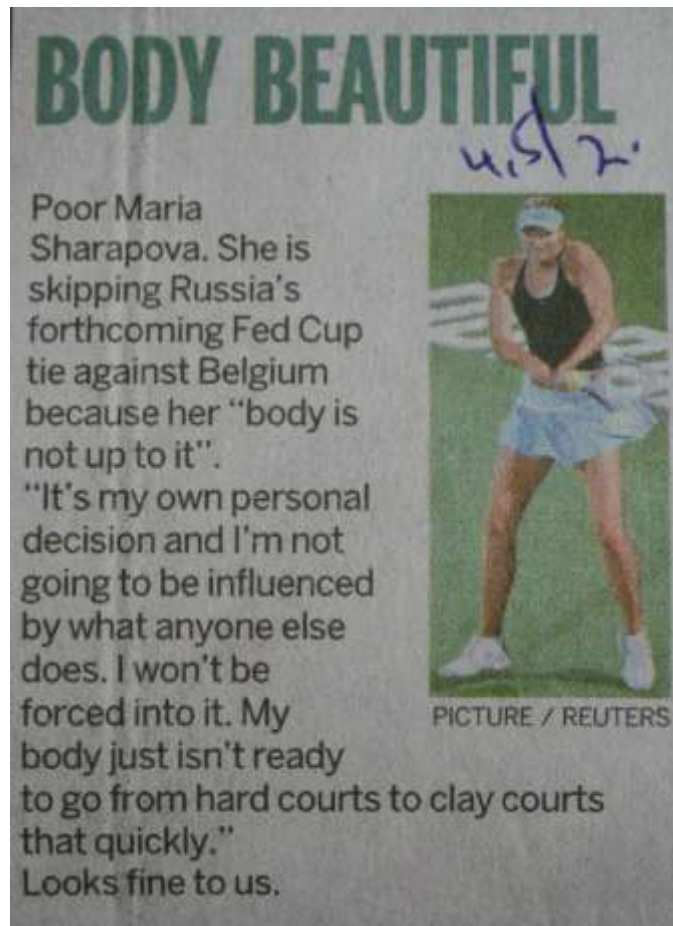 BODY BEAUTIFUL
Poor Maria
Sharapova. She is
skipping Russia's
forthcoming Fed Cup
tie against Belgium
because her “body is
not up to it”.
“It's my own personal
decision and I'm not
going to be influenced
by what anyone else
does. I won't be
forced into it. My
body just isn't ready
to go from hard courts to clay courts
that quickly.”
Looks fine to us.
PICTURE / REUTERS